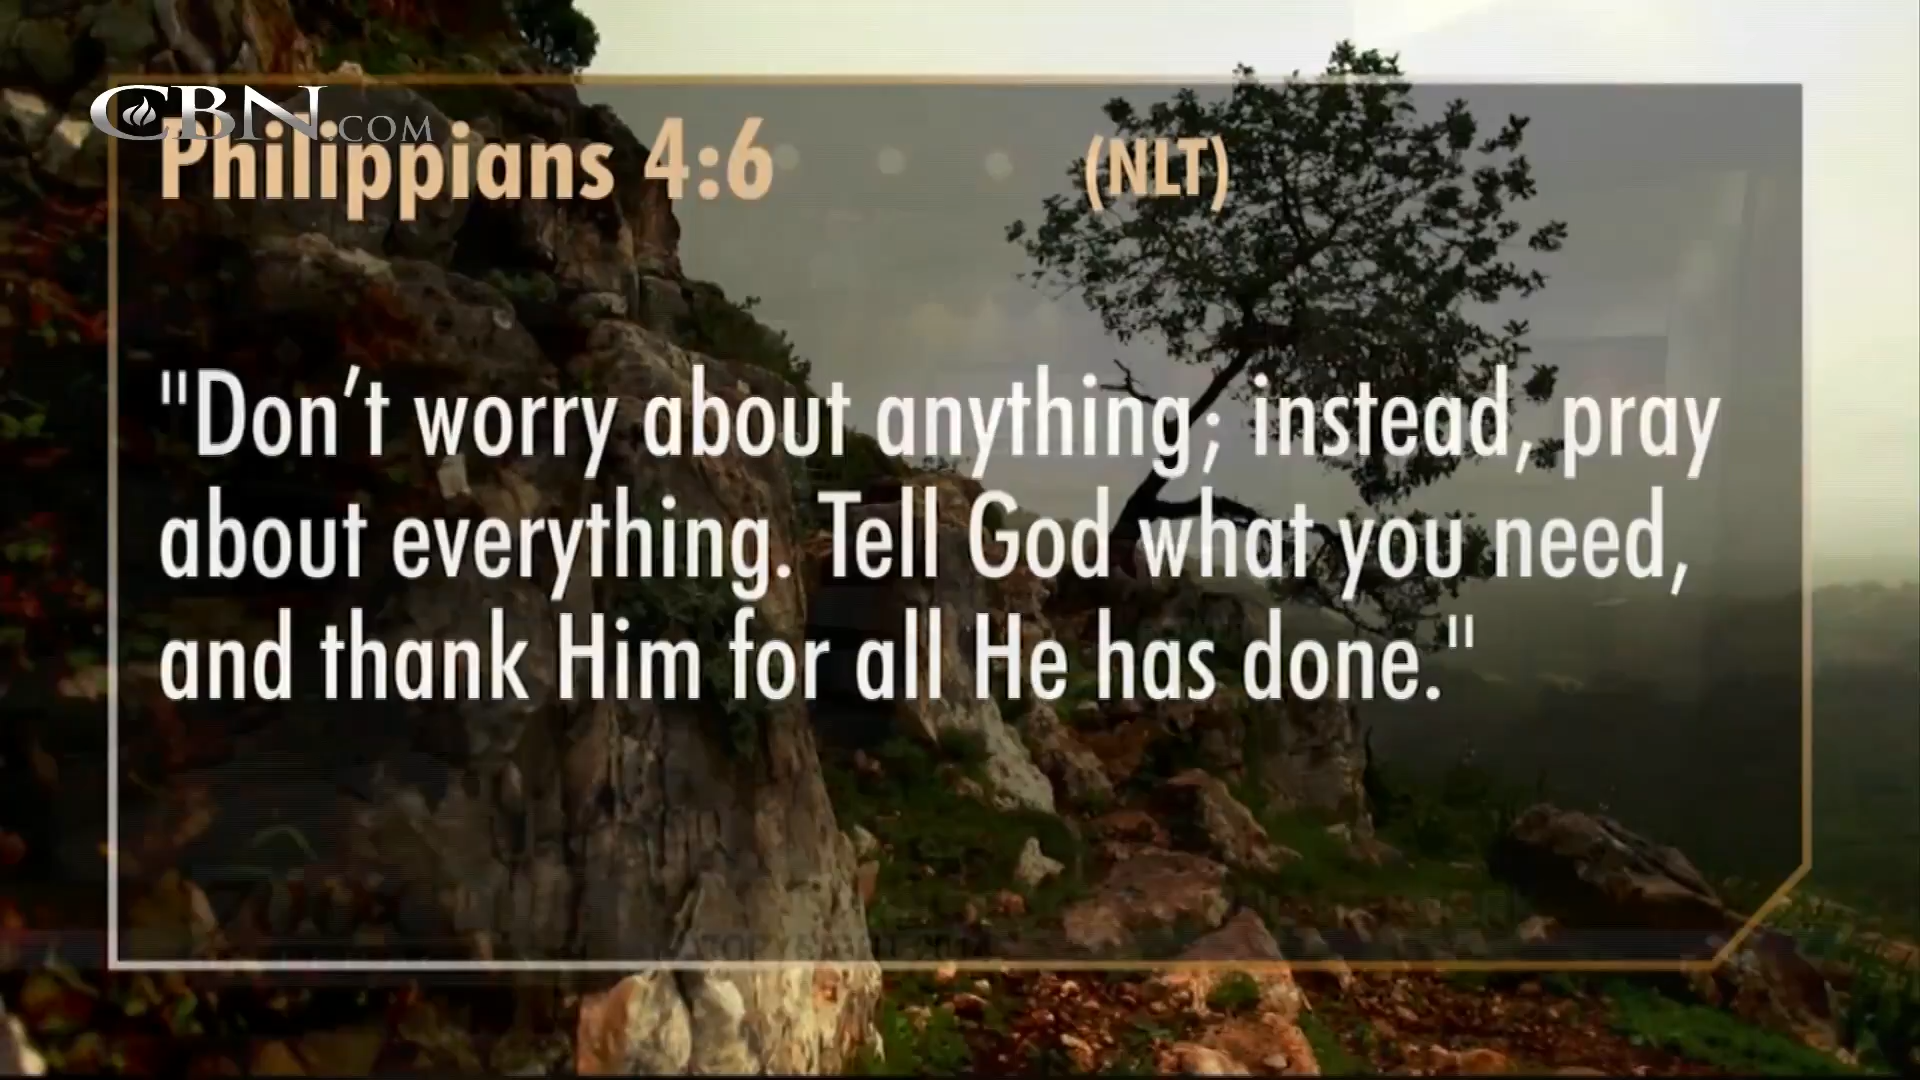 CBN.COM
Philippians 4:6 (NLT)
"Don’t worry about anything; instead, pray
about everything. Tell God what you need,
and thank Him for all He has done."